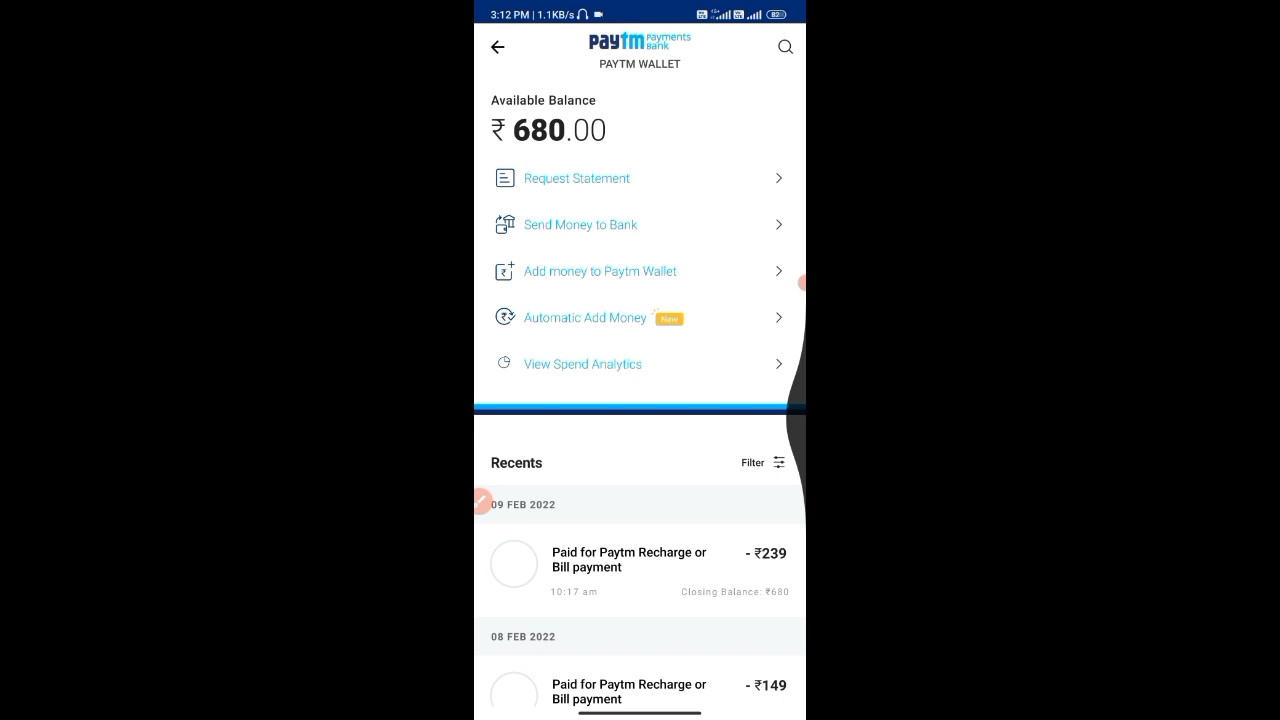 3:12 PM | 1.1KB/s
82
paytm payments bank
PAYTM WALLET
Available Balance
₹ 680.00
Request Statement
Send Money to Bank
Add money to Paytm Wallet
Automatic Add Money New
View Spend Analytics
Recents
Filter
09 FEB 2022
Paid for Paytm Recharge or
Bill payment
- ₹239
10:17 am
Closing Balance: ₹680
08 FEB 2022
Paid for Paytm Recharge or
Bill payment
- ₹149